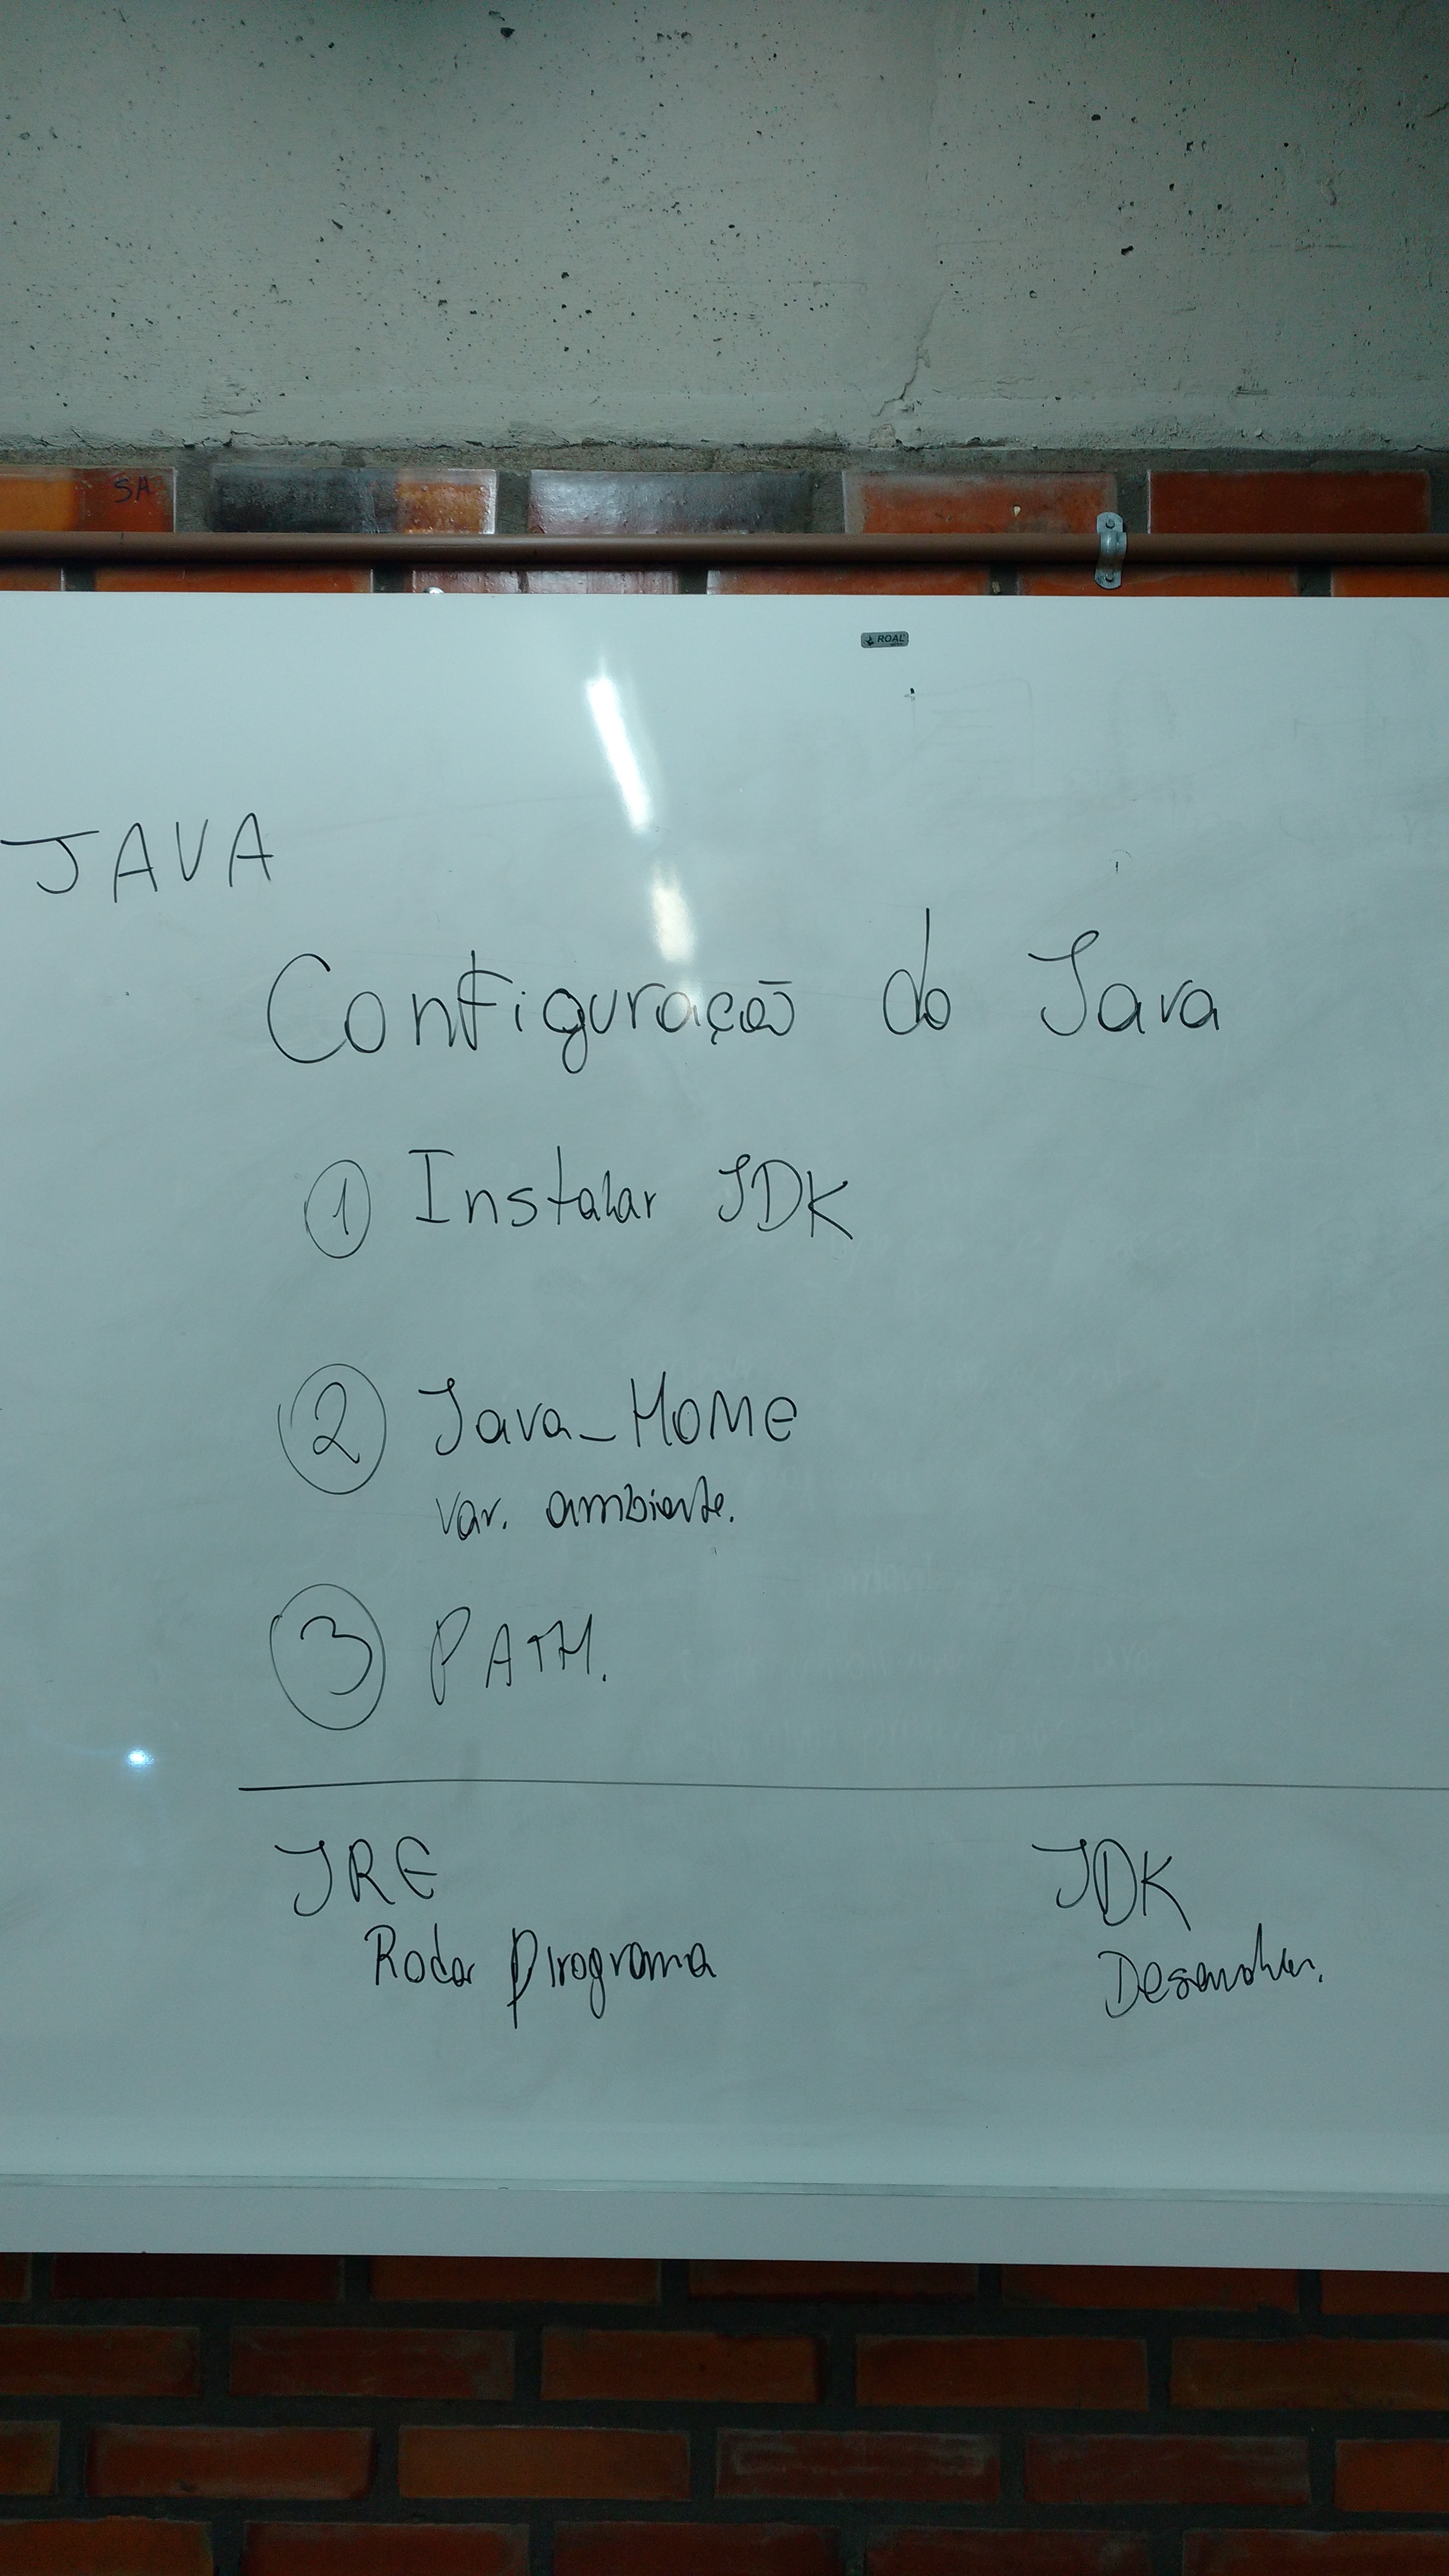 SA
ROAL
JAVA
Configuração do Java
1 Instalar JDK
2 Java_Home
var. ambiente.
3 PATH.
JRE JDK
Rodar programa Desenvolver.